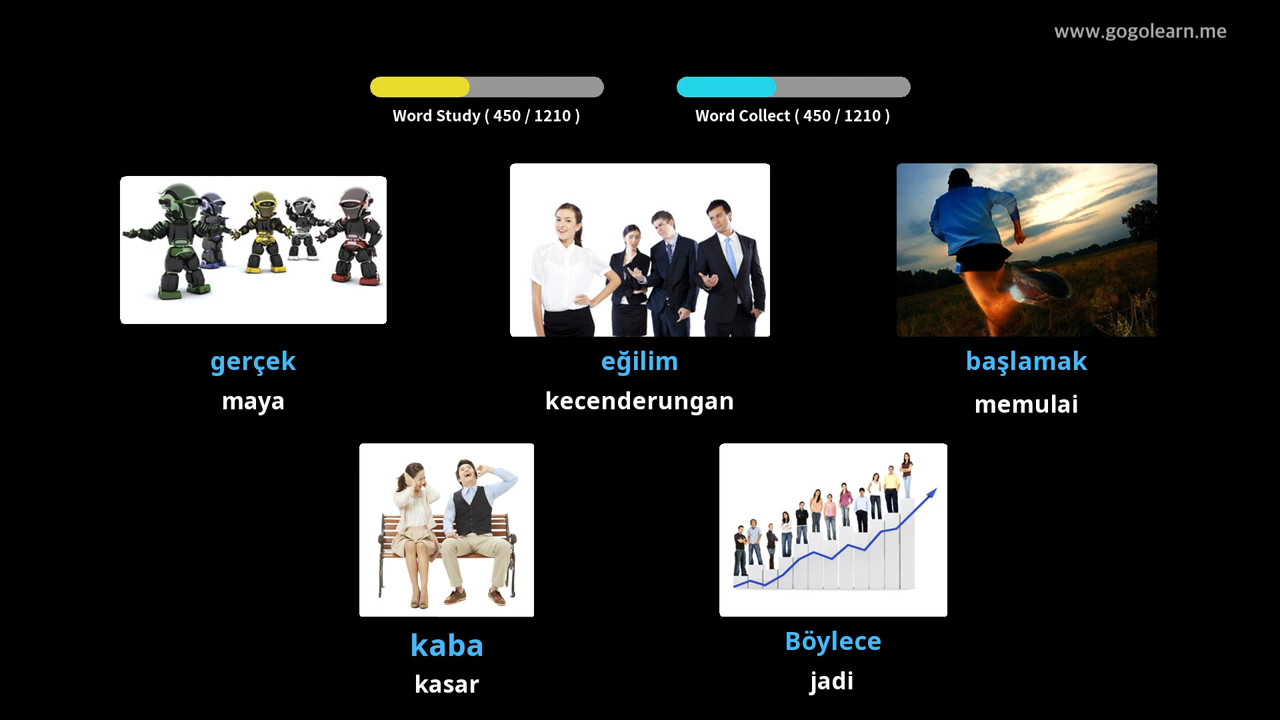 www.gogolearn.me
Word Study ( 450 / 1210 )
Word Collect ( 450 / 1210 )
gerçek
maya
eğilim
kecenderungan
başlamak
memulai
kaba
kasar
Böylece
jadi